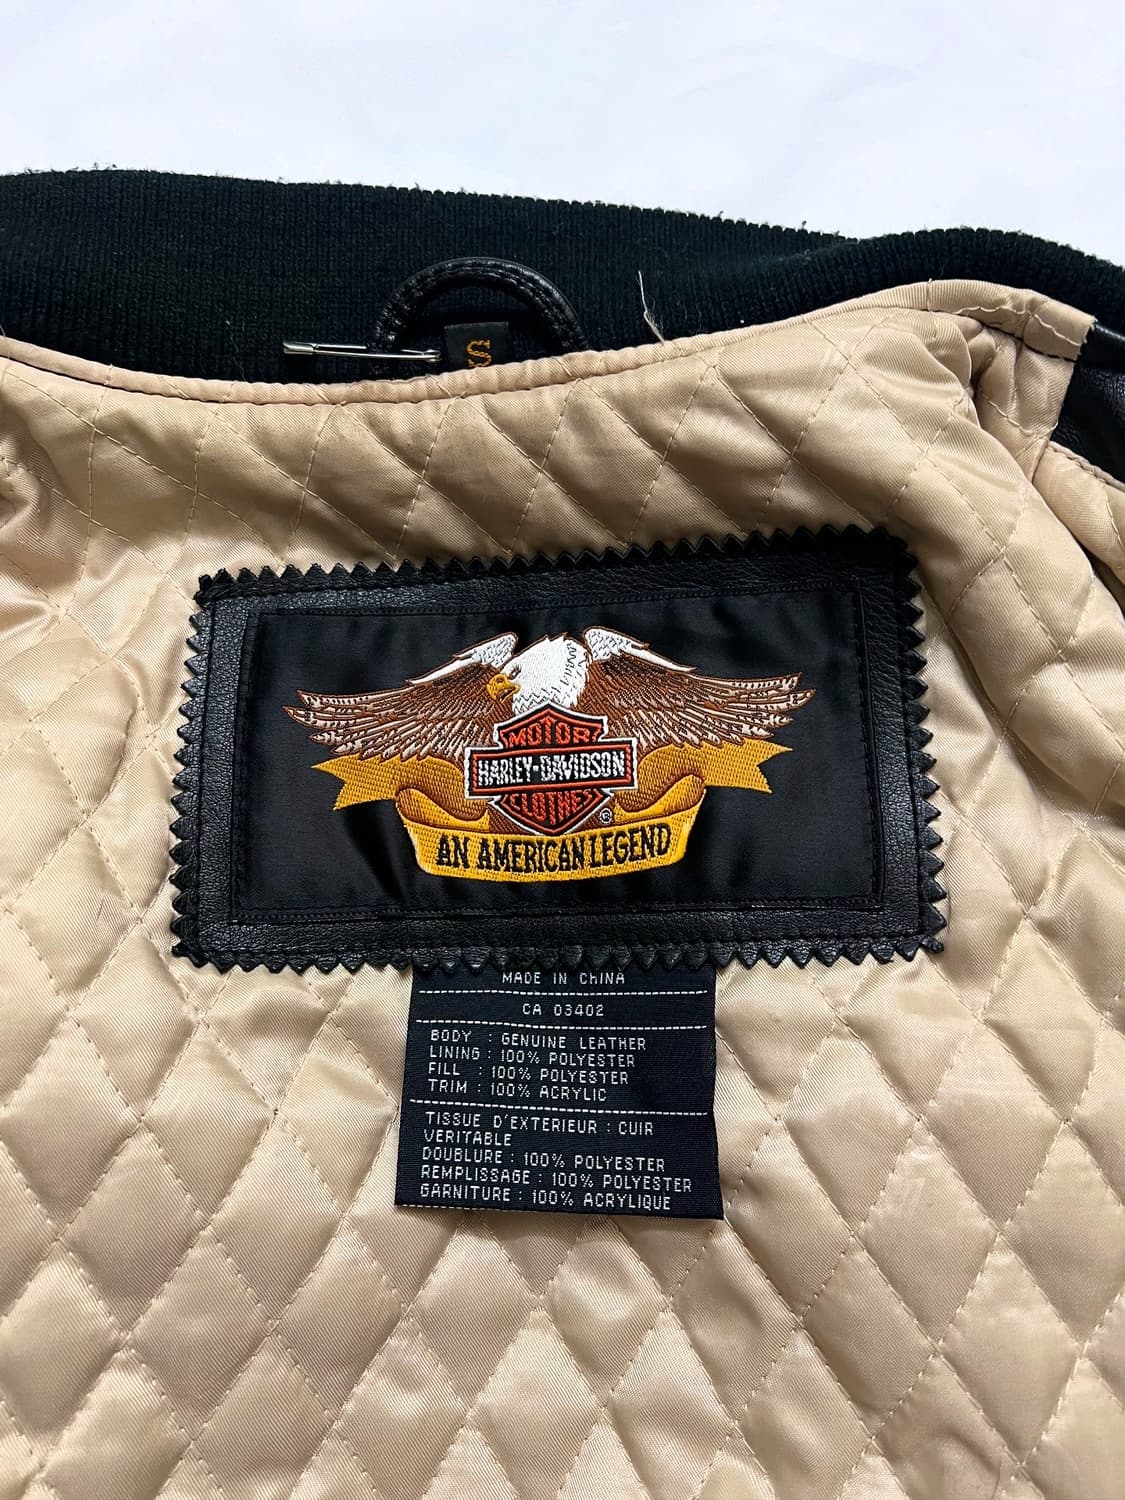 S
MOTOR
HARLEY-DAVIDSON
CLOTHES
®
AN AMERICAN LEGEND
MADE IN CHINA
CA 03402
BODY : GENUINE LEATHER
LINING : 100% POLYESTER
FILL : 100% POLYESTER
TRIM : 100% ACRYLIC
TISSUE D'EXTERIEUR : CUIR
VERITABLE
DOUBLURE : 100% POLYESTER
REMPLISSAGE : 100% POLYESTER
GARNITURE : 100% ACRYLIQUE